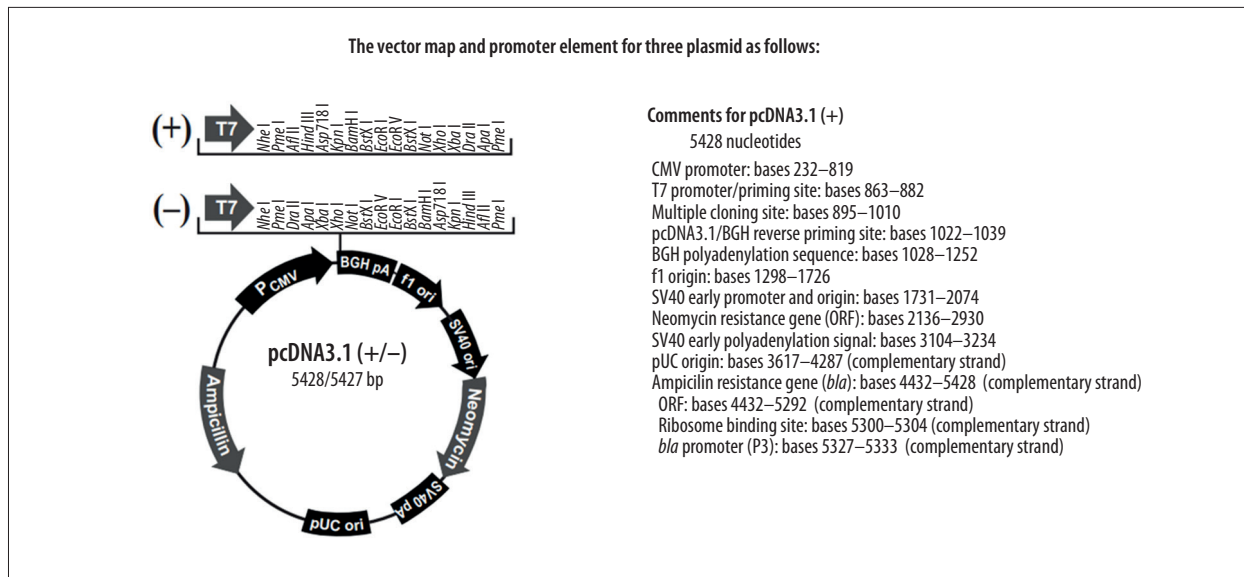 The vector map and promoter element for three plasmid as follows:
(+) T7 Nhe I Pme I Afl II Hind III Asp718 I Kpn I BamH I BstX I EcoR I EcoR V BstX I Not I Xho I Xba I Dra II Apa I Pme I
(–) T7 Nhe I Pme I Dra II Apa I Xba I Xho I Not I BstX I EcoR V EcoR I BstX I BamH I Asp718 I Kpn I Hind III Afl II Pme I
P CMV
BGH pA
f1 ori
SV40 ori
Neomycin
SV40 pA
pUC ori
Ampicillin
pcDNA3.1 (+/–)
5428/5427 bp
Comments for pcDNA3.1 (+)
5428 nucleotides
CMV promoter: bases 232–819
T7 promoter/priming site: bases 863–882
Multiple cloning site: bases 895–1010
pcDNA3.1/BGH reverse priming site: bases 1022–1039
BGH polyadenylation sequence: bases 1028–1252
f1 origin: bases 1298–1726
SV40 early promoter and origin: bases 1731–2074
Neomycin resistance gene (ORF): bases 2136–2930
SV40 early polyadenylation signal: bases 3104–3234
pUC origin: bases 3617–4287 (complementary strand)
Ampicilin resistance gene (bla): bases 4432–5428 (complementary strand)
ORF: bases 4432–5292 (complementary strand)
Ribosome binding site: bases 5300–5304 (complementary strand)
bla promoter (P3): bases 5327–5333 (complementary strand)